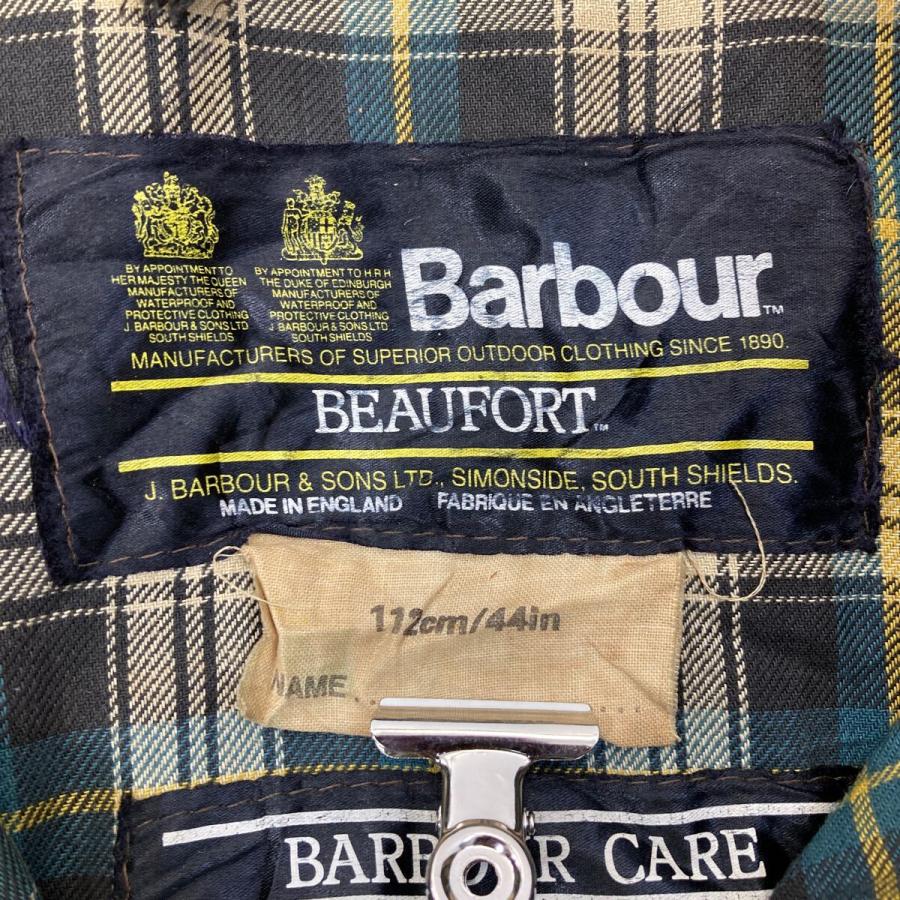 BY APPOINTMENT TO
HER MAJESTY THE QUEEN
MANUFACTURERS OF
WATERPROOF AND
PROTECTIVE CLOTHING
J. BARBOUR & SONS LTD
SOUTH SHIELDS
BY APPOINTMENT TO H.R.H
THE DUKE OF EDINBURGH
MANUFACTURERS OF
WATERPROOF AND
PROTECTIVE CLOTHING
J. BARBOUR & SONS LTD
SOUTH SHIELDS
Barbour™
MANUFACTURERS OF SUPERIOR OUTDOOR CLOTHING SINCE 1890.
BEAUFORT™
J. BARBOUR & SONS LTD., SIMONSIDE, SOUTH SHIELDS.
MADE IN ENGLAND FABRIQUE EN ANGLETERRE
112cm/44in
NAME
BARBOUR CARE